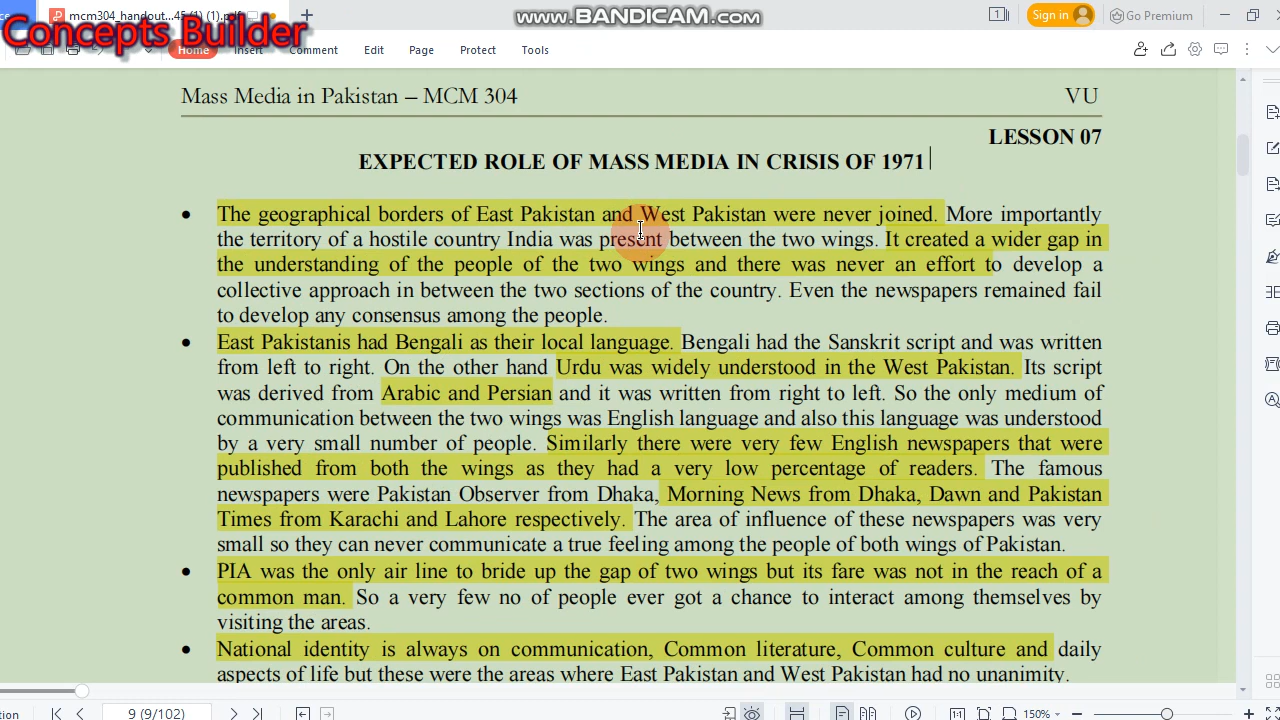 mcm304_handout...45 (1) (1).pdf
www.BANDICAM.com
Sign in
Go Premium
Concepts Builder
Home
Insert
Comment
Edit
Page
Protect
Tools
Mass Media in Pakistan – MCM 304 VU
LESSON 07
EXPECTED ROLE OF MASS MEDIA IN CRISIS OF 1971
• The geographical borders of East Pakistan and West Pakistan were never joined. More importantly
the territory of a hostile country India was present between the two wings. It created a wider gap in
the understanding of the people of the two wings and there was never an effort to develop a
collective approach in between the two sections of the country. Even the newspapers remained fail
to develop any consensus among the people.
• East Pakistanis had Bengali as their local language. Bengali had the Sanskrit script and was written
from left to right. On the other hand Urdu was widely understood in the West Pakistan. Its script
was derived from Arabic and Persian and it was written from right to left. So the only medium of
communication between the two wings was English language and also this language was understood
by a very small number of people. Similarly there were very few English newspapers that were
published from both the wings as they had a very low percentage of readers. The famous
newspapers were Pakistan Observer from Dhaka, Morning News from Dhaka, Dawn and Pakistan
Times from Karachi and Lahore respectively. The area of influence of these newspapers was very
small so they can never communicate a true feeling among the people of both wings of Pakistan.
• PIA was the only air line to bride up the gap of two wings but its fare was not in the reach of a
common man. So a very few no of people ever got a chance to interact among themselves by
visiting the areas.
• National identity is always on communication, Common literature, Common culture and daily
aspects of life but these were the areas where East Pakistan and West Pakistan had no unanimity.
9 (9/102)
150%